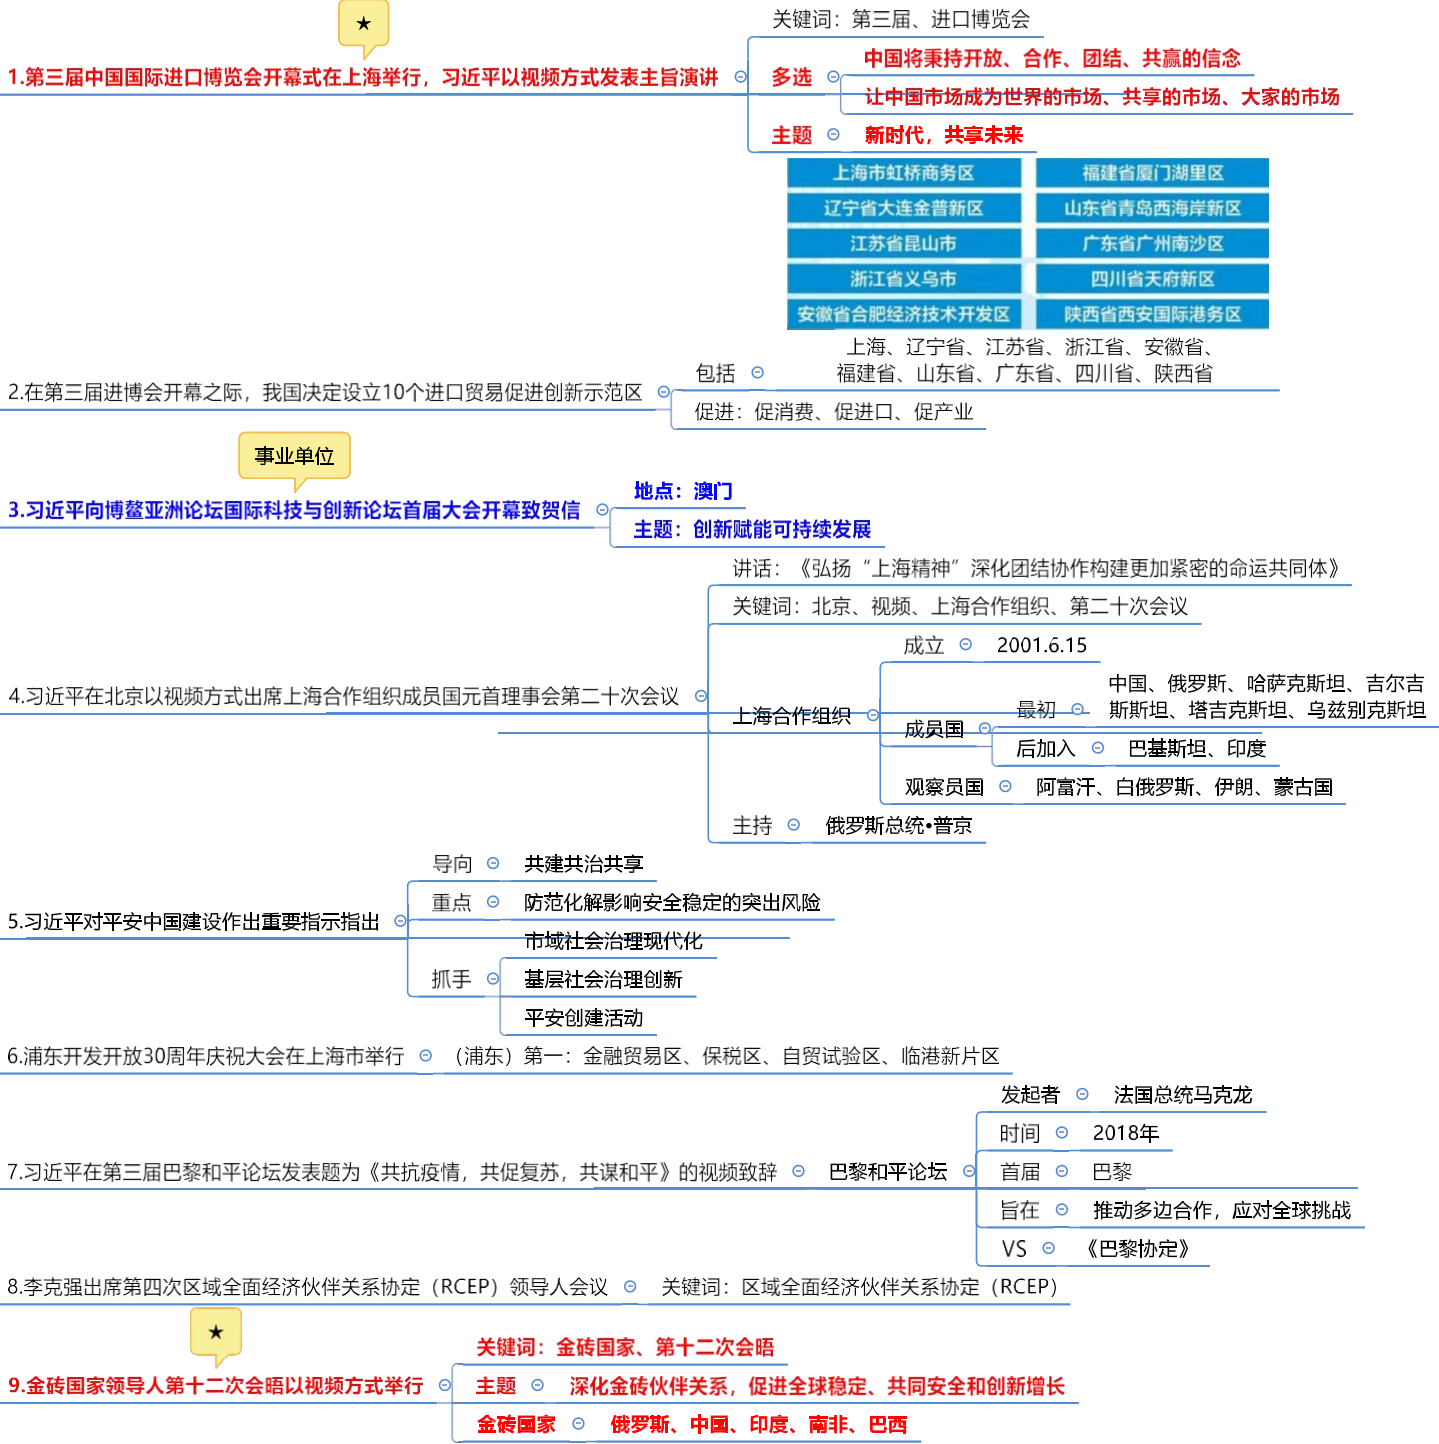 ★
1.第三届中国国际进口博览会开幕式在上海举行，习近平以视频方式发表主旨演讲
关键词：第三届、进口博览会
多选
中国将秉持开放、合作、团结、共赢的信念
让中国市场成为世界的市场、共享的市场、大家的市场
主题
新时代，共享未来
上海市虹桥商务区
福建省厦门湖里区
辽宁省大连金普新区
山东省青岛西海岸新区
江苏省昆山市
广东省广州南沙区
浙江省义乌市
四川省天府新区
安徽省合肥经济技术开发区
陕西省西安国际港务区
2.在第三届进博会开幕之际，我国决定设立10个进口贸易促进创新示范区
包括
上海、辽宁省、江苏省、浙江省、安徽省、
福建省、山东省、广东省、四川省、陕西省
促进：促消费、促进口、促产业
事业单位
3.习近平向博鳌亚洲论坛国际科技与创新论坛首届大会开幕致贺信
地点：澳门
主题：创新赋能可持续发展
4.习近平在北京以视频方式出席上海合作组织成员国元首理事会第二十次会议
讲话：《弘扬“上海精神”深化团结协作构建更加紧密的命运共同体》
关键词：北京、视频、上海合作组织、第二十次会议
上海合作组织
成立
2001.6.15
成员国
最初
中国、俄罗斯、哈萨克斯坦、吉尔吉
斯斯坦、塔吉克斯坦、乌兹别克斯坦
后加入
巴基斯坦、印度
观察员国
阿富汗、白俄罗斯、伊朗、蒙古国
主持
俄罗斯总统•普京
5.习近平对平安中国建设作出重要指示指出
导向
共建共治共享
重点
防范化解影响安全稳定的突出风险
抓手
市域社会治理现代化
基层社会治理创新
平安创建活动
6.浦东开发开放30周年庆祝大会在上海市举行
（浦东）第一：金融贸易区、保税区、自贸试验区、临港新片区
7.习近平在第三届巴黎和平论坛发表题为《共抗疫情，共促复苏，共谋和平》的视频致辞
巴黎和平论坛
发起者
法国总统马克龙
时间
2018年
首届
巴黎
旨在
推动多边合作，应对全球挑战
VS
《巴黎协定》
8.李克强出席第四次区域全面经济伙伴关系协定（RCEP）领导人会议
关键词：区域全面经济伙伴关系协定（RCEP）
★
9.金砖国家领导人第十二次会晤以视频方式举行
关键词：金砖国家、第十二次会晤
主题
深化金砖伙伴关系，促进全球稳定、共同安全和创新增长
金砖国家
俄罗斯、中国、印度、南非、巴西